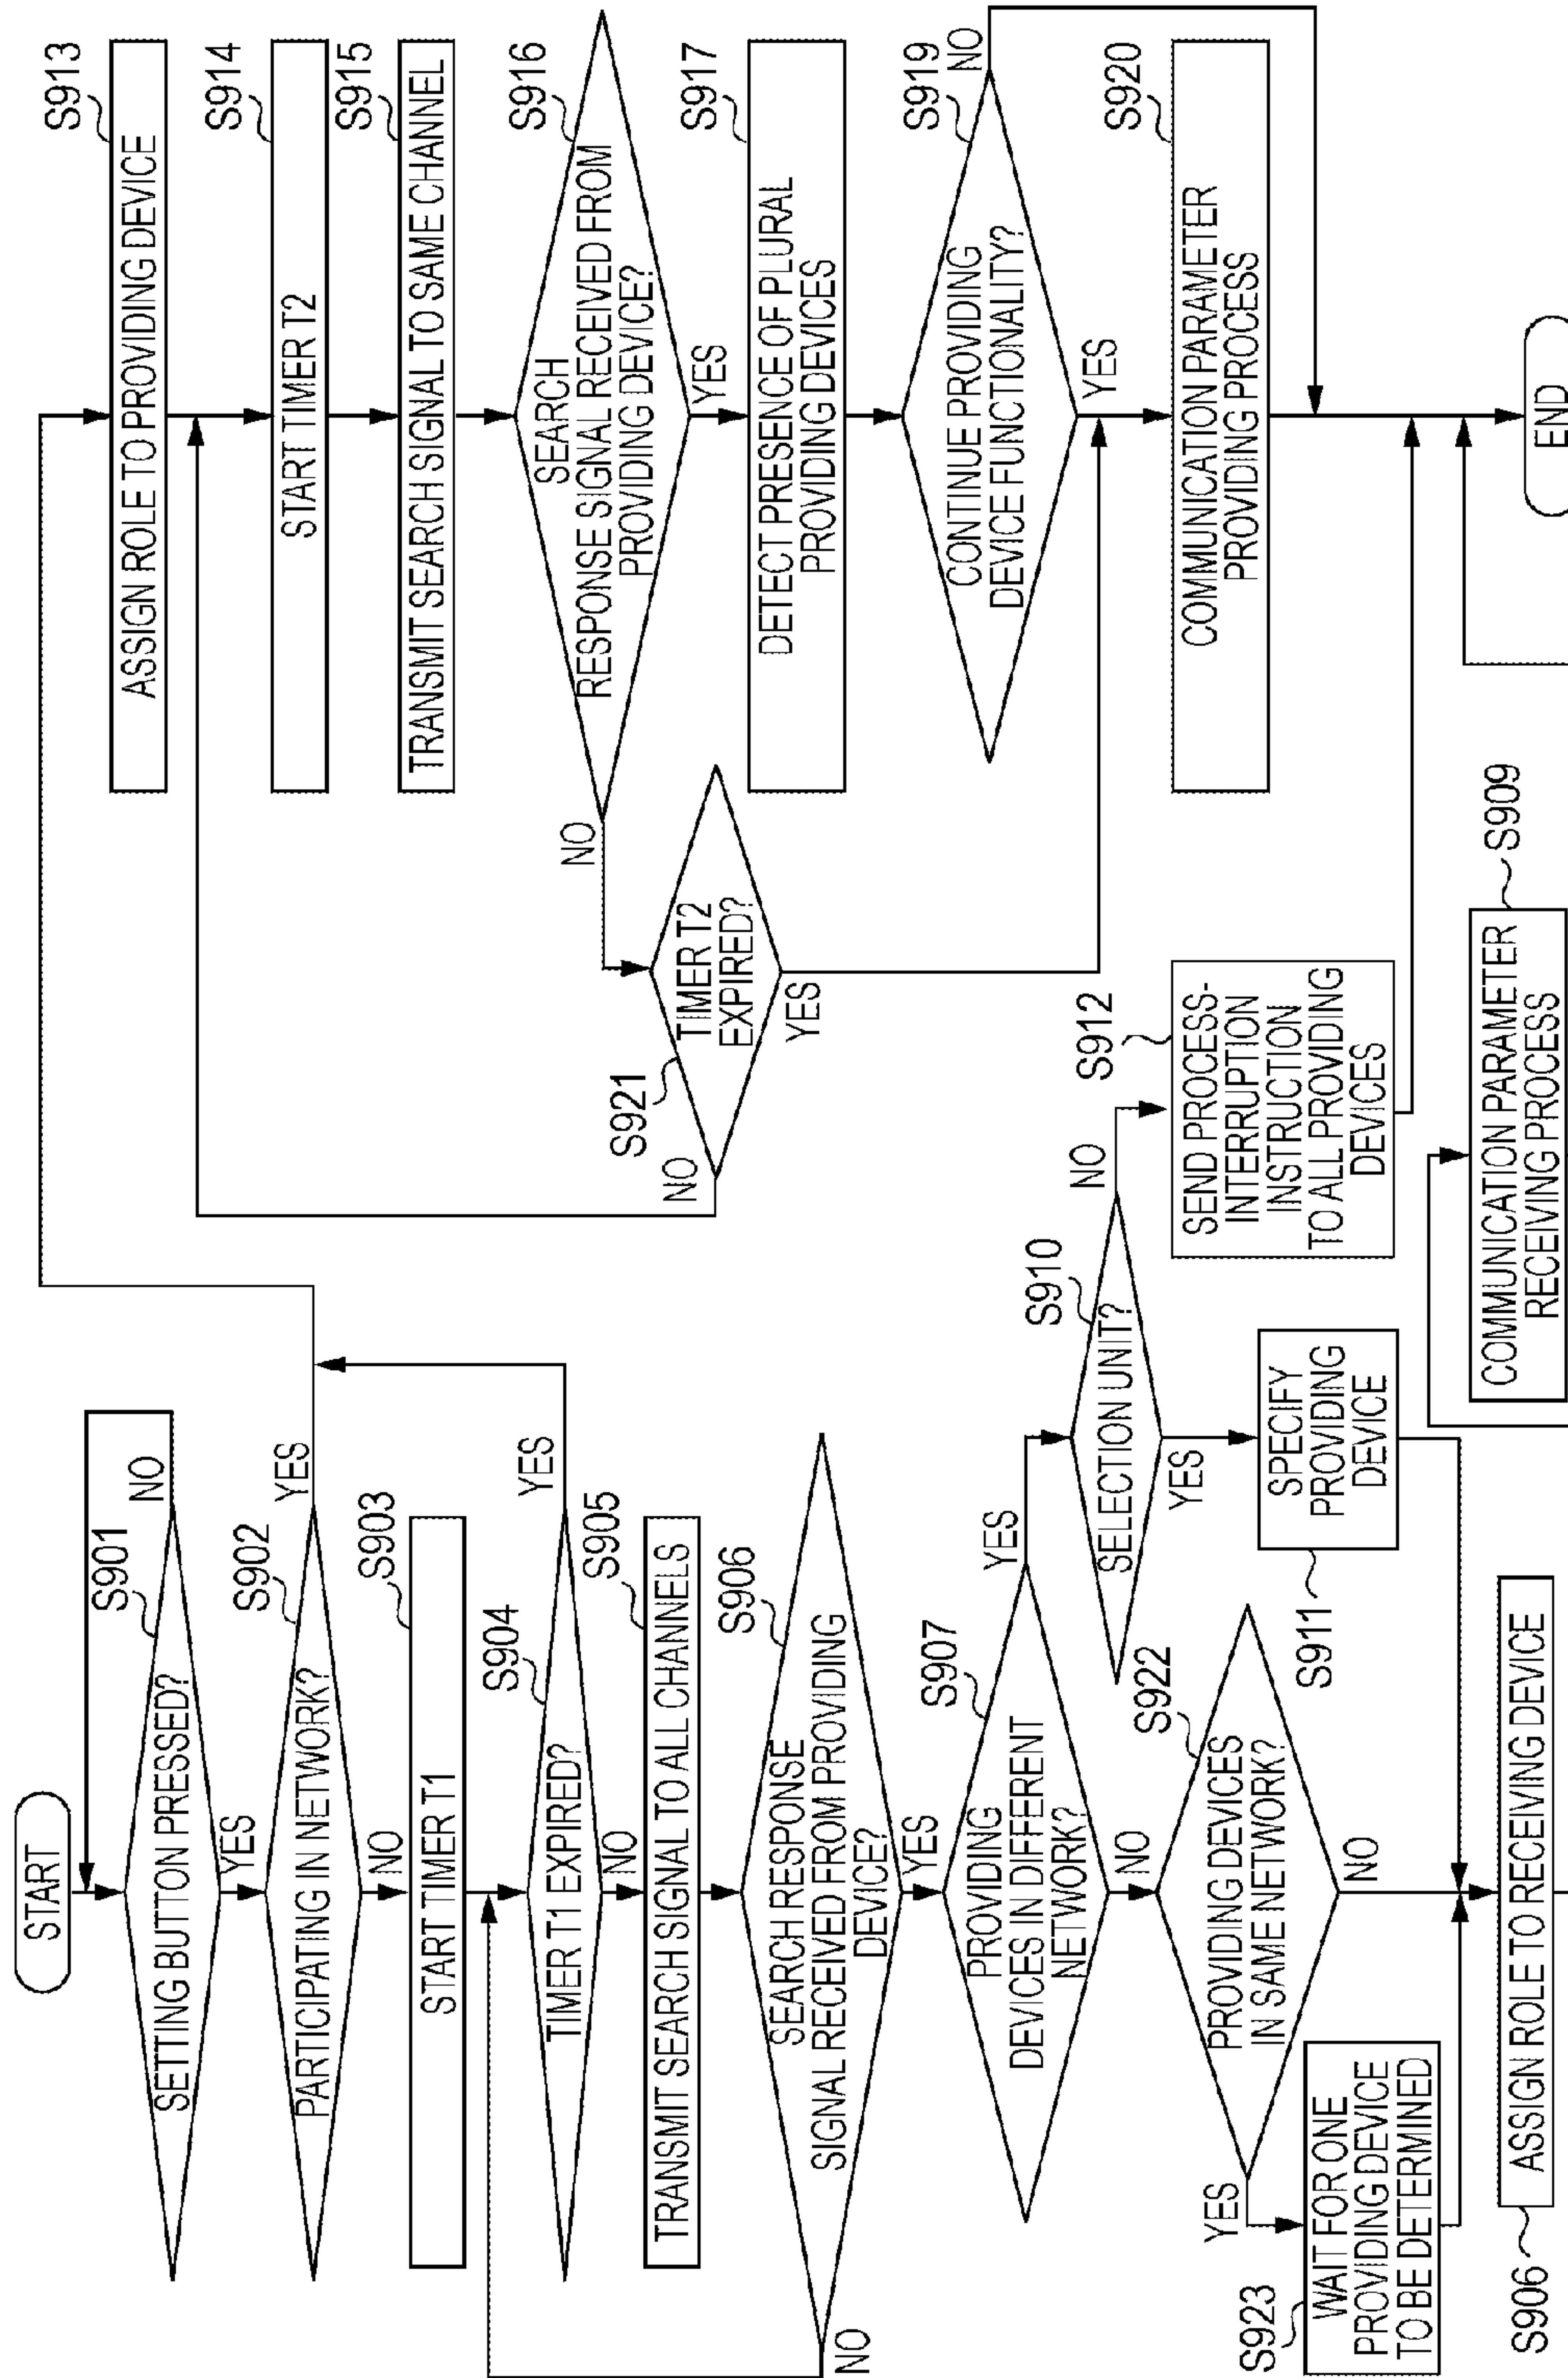 START
SETTING BUTTON PRESSED?
S901
NO
YES
PARTICIPATING IN NETWORK?
S902
YES
NO
START TIMER T1
S903
TIMER T1 EXPIRED?
S904
YES
NO
TRANSMIT SEARCH SIGNAL TO ALL CHANNELS
S905
SEARCH RESPONSE
SIGNAL RECEIVED FROM PROVIDING
DEVICE?
S906
NO
YES
PROVIDING
DEVICES IN DIFFERENT
NETWORK?
S907
YES
NO
PROVIDING DEVICES
IN SAME NETWORK?
S922
YES
NO
S923
WAIT FOR ONE
PROVIDING DEVICE
TO BE DETERMINED
SELECTION UNIT?
S910
NO
YES
SPECIFY
PROVIDING
DEVICE
S911
S906
ASSIGN ROLE TO RECEIVING DEVICE
SEND PROCESS-
INTERRUPTION
INSTRUCTION
TO ALL PROVIDING
DEVICES
S912
COMMUNICATION PARAMETER
RECEIVING PROCESS
S909
ASSIGN ROLE TO PROVIDING DEVICE
S913
START TIMER T2
S914
TRANSMIT SEARCH SIGNAL TO SAME CHANNEL
S915
SEARCH
RESPONSE SIGNAL RECEIVED FROM
PROVIDING DEVICE?
S916
NO
YES
TIMER T2
EXPIRED?
S921
NO
YES
DETECT PRESENCE OF PLURAL
PROVIDING DEVICES
S917
CONTINUE PROVIDING
DEVICE FUNCTIONALITY?
S919
NO
YES
COMMUNICATION PARAMETER
PROVIDING PROCESS
S920
END